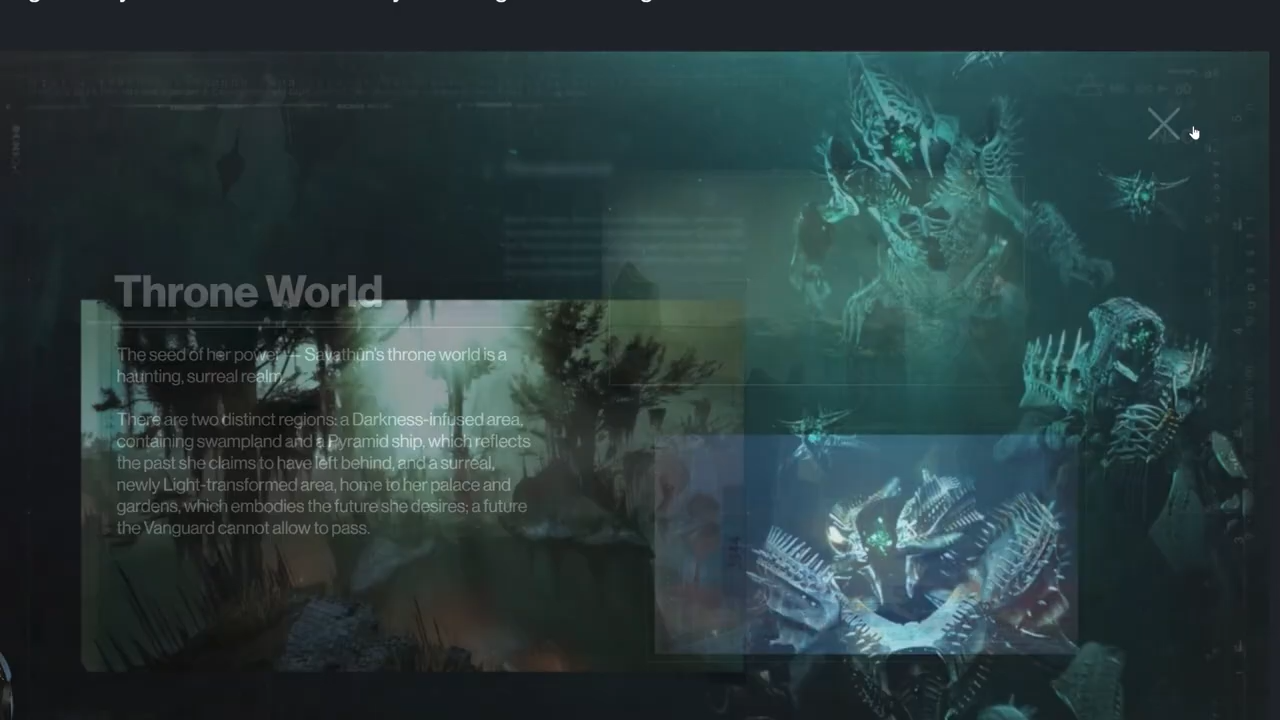 Throne World
The seed of her power — Savathûn's throne world is a
haunting, surreal realm.
There are two distinct regions: a Darkness-infused area,
containing swampland and a Pyramid ship, which reflects
the past she claims to have left behind, and a surreal,
newly Light-transformed area, home to her palace and
gardens, which embodies the future she desires; a future
the Vanguard cannot allow to pass.